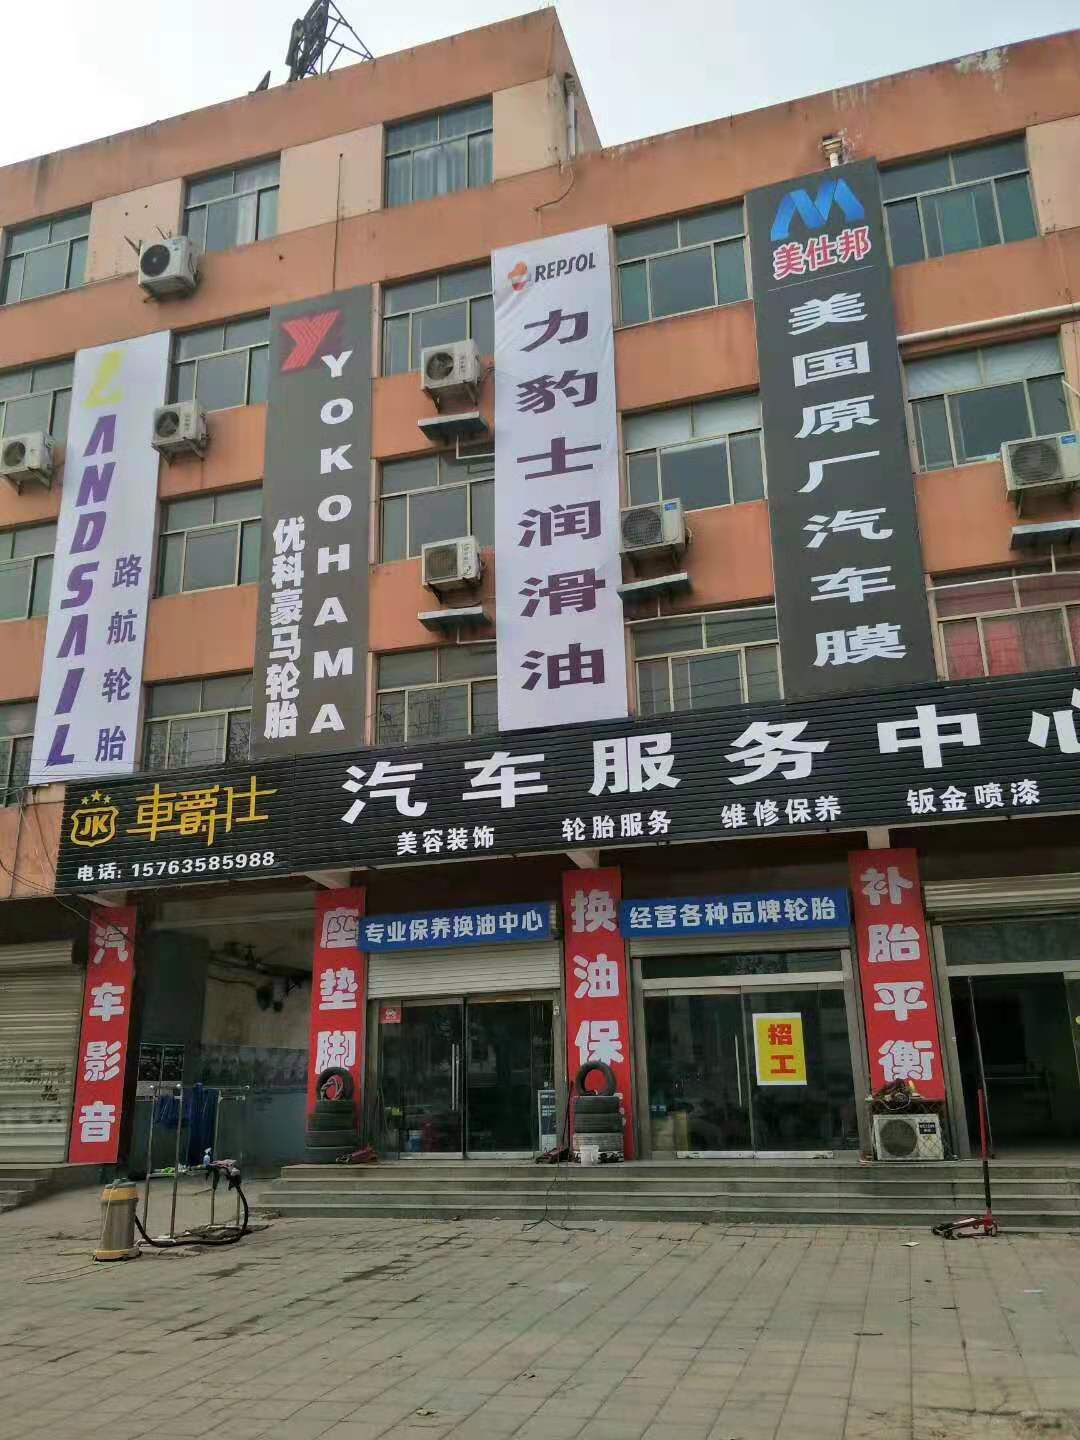 LANDSAIL
路航轮胎
YOKOHAMA
优科豪马轮胎
REPSOL
力豹士润滑油
美仕邦
美国原厂汽车膜
JK
車爵仕
电话: 15763585988
汽车服务中心
美容装饰 轮胎服务 维修保养 钣金喷漆
汽车影音
座垫脚
专业保养换油中心
换油保
经营各种品牌轮胎
招工
补胎平衡